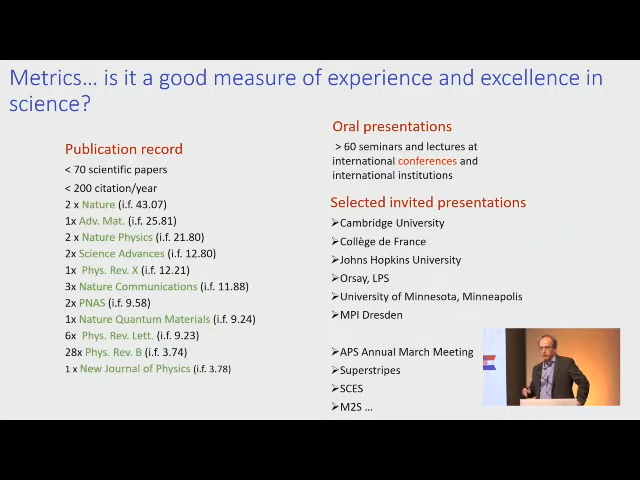 Metrics... is it a good measure of experience and excellence in
science?
Publication record
< 70 scientific papers
< 200 citation/year
2 x Nature (i.f. 43.07)
1x Adv. Mat. (i.f. 25.81)
2 x Nature Physics (i.f. 21.80)
2x Science Advances (i.f. 12.80)
1x Phys. Rev. X (i.f. 12.21)
3x Nature Communications (i.f. 11.88)
2x PNAS (i.f. 9.58)
1x Nature Quantum Materials (i.f. 9.24)
6x Phys. Rev. Lett. (i.f. 9.23)
28x Phys. Rev. B (i.f. 3.74)
1 x New Journal of Physics (i.f. 3.78)
Oral presentations
> 60 seminars and lectures at
international conferences and
international institutions
Selected invited presentations
➢Cambridge University
➢Collège de France
➢Johns Hopkins University
➢Orsay, LPS
➢University of Minnesota, Minneapolis
➢MPI Dresden
➢APS Annual March Meeting
➢Superstripes
➢SCES
➢M2S ...